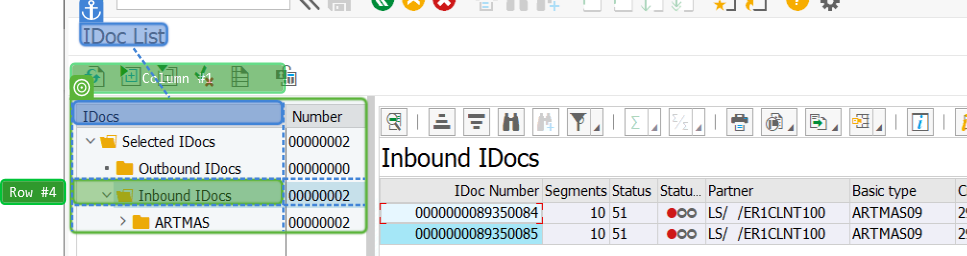 IDoc List
Column #1
IDocs Number
Selected IDocs 00000002
Outbound IDocs 00000000
Row #4
Inbound IDocs 00000002
ARTMAS 00000002
Inbound IDocs
IDoc Number Segments Status Statu... Partner Basic type C
0000000089350084 10 51 LS/ /ER1CLNT100 ARTMAS09
0000000089350085 10 51 LS/ /ER1CLNT100 ARTMAS09